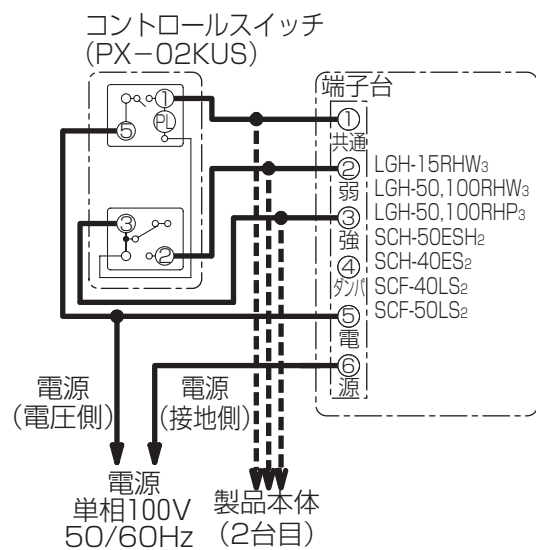 コントロールスイッチ
(PX－02KUS)
端子台
①
PL
⑤
③
②
①
共通
②
弱
③
強
④
ダンパ
⑤
電
⑥
源
LGH-15RHW3
LGH-50,100RHW3
LGH-50,100RHP3
SCH-50ESH2
SCH-40ES2
SCF-40LS2
SCF-50LS2
電源
(電圧側)
電源
(接地側)
電源
単相100V
50/60Hz
製品本体
(2台目)